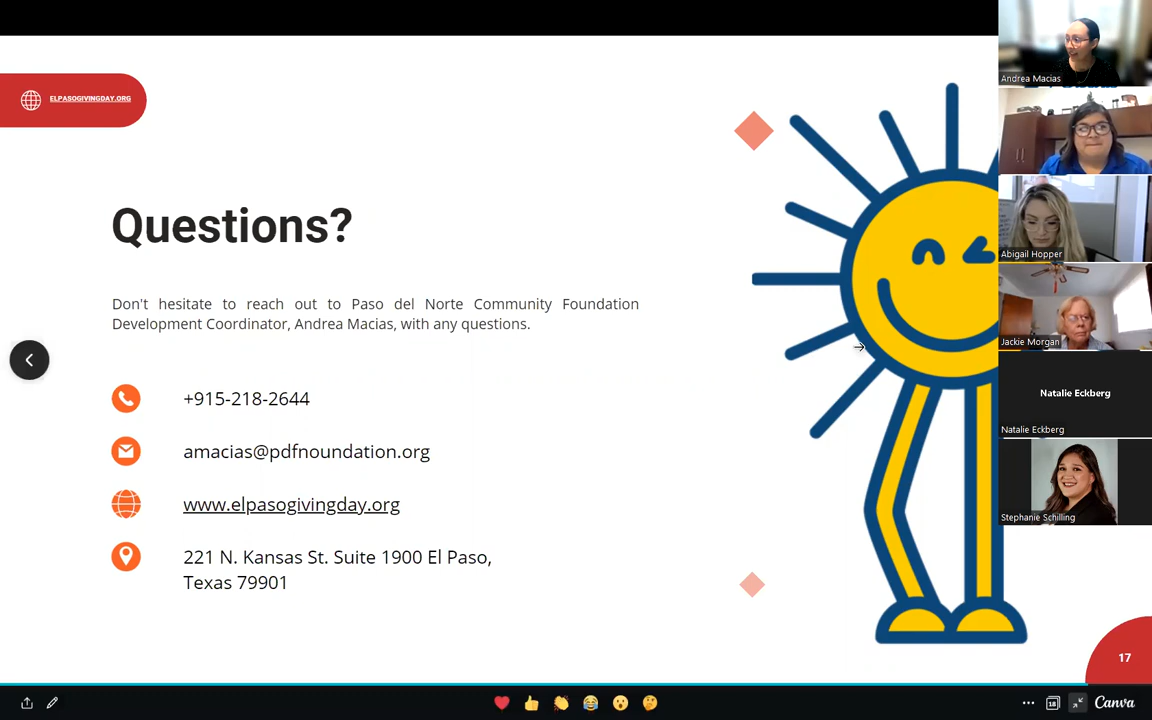 ELPASOGIVINGDAY.ORG
Questions?
Don't hesitate to reach out to Paso del Norte Community Foundation
Development Coordinator, Andrea Macias, with any questions.
+915-218-2644
amacias@pdfnoundation.org
www.elpasogivingday.org
221 N. Kansas St. Suite 1900 El Paso,
Texas 79901
Andrea Macias
Abigail Hopper
Jackie Morgan
Natalie Eckberg
Natalie Eckberg
Stephanie Schilling
17
18
Canva